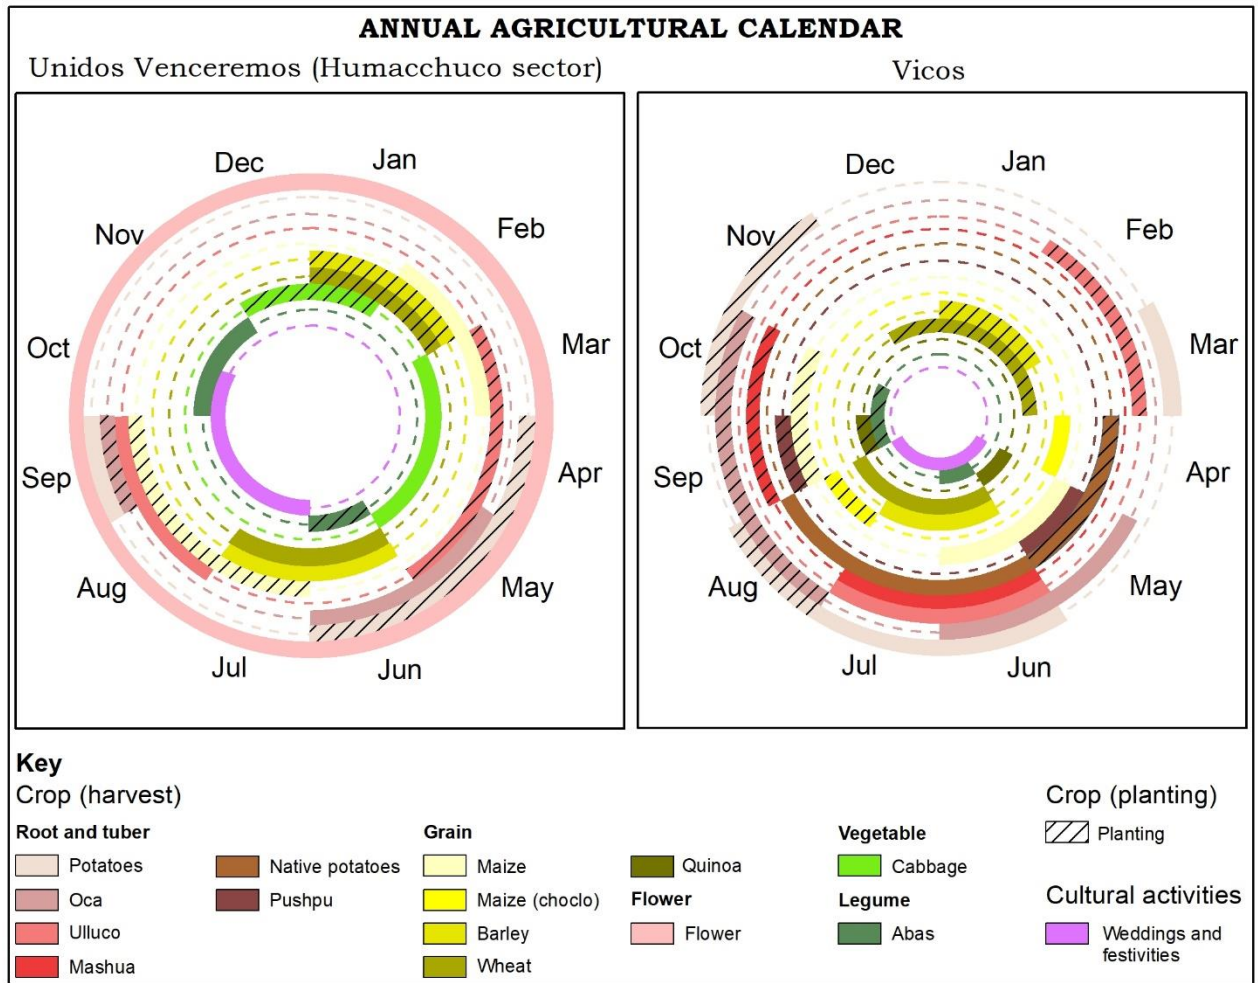 ANNUAL AGRICULTURAL CALENDAR
Unidos Venceremos (Humacchuco sector)
Vicos
Dec
Jan
Nov
Feb
Oct
Mar
Sep
Apr
Aug
May
Jul
Jun
Dec
Jan
Nov
Feb
Oct
Mar
Sep
Apr
Aug
May
Jul
Jun
Key
Crop (harvest)
Root and tuber
Potatoes
Oca
Ulluco
Mashua
Native potatoes
Pushpu
Grain
Maize
Maize (choclo)
Barley
Wheat
Quinoa
Flower
Flower
Vegetable
Cabbage
Legume
Abas
Crop (planting)
Planting
Cultural activities
Weddings and
festivities